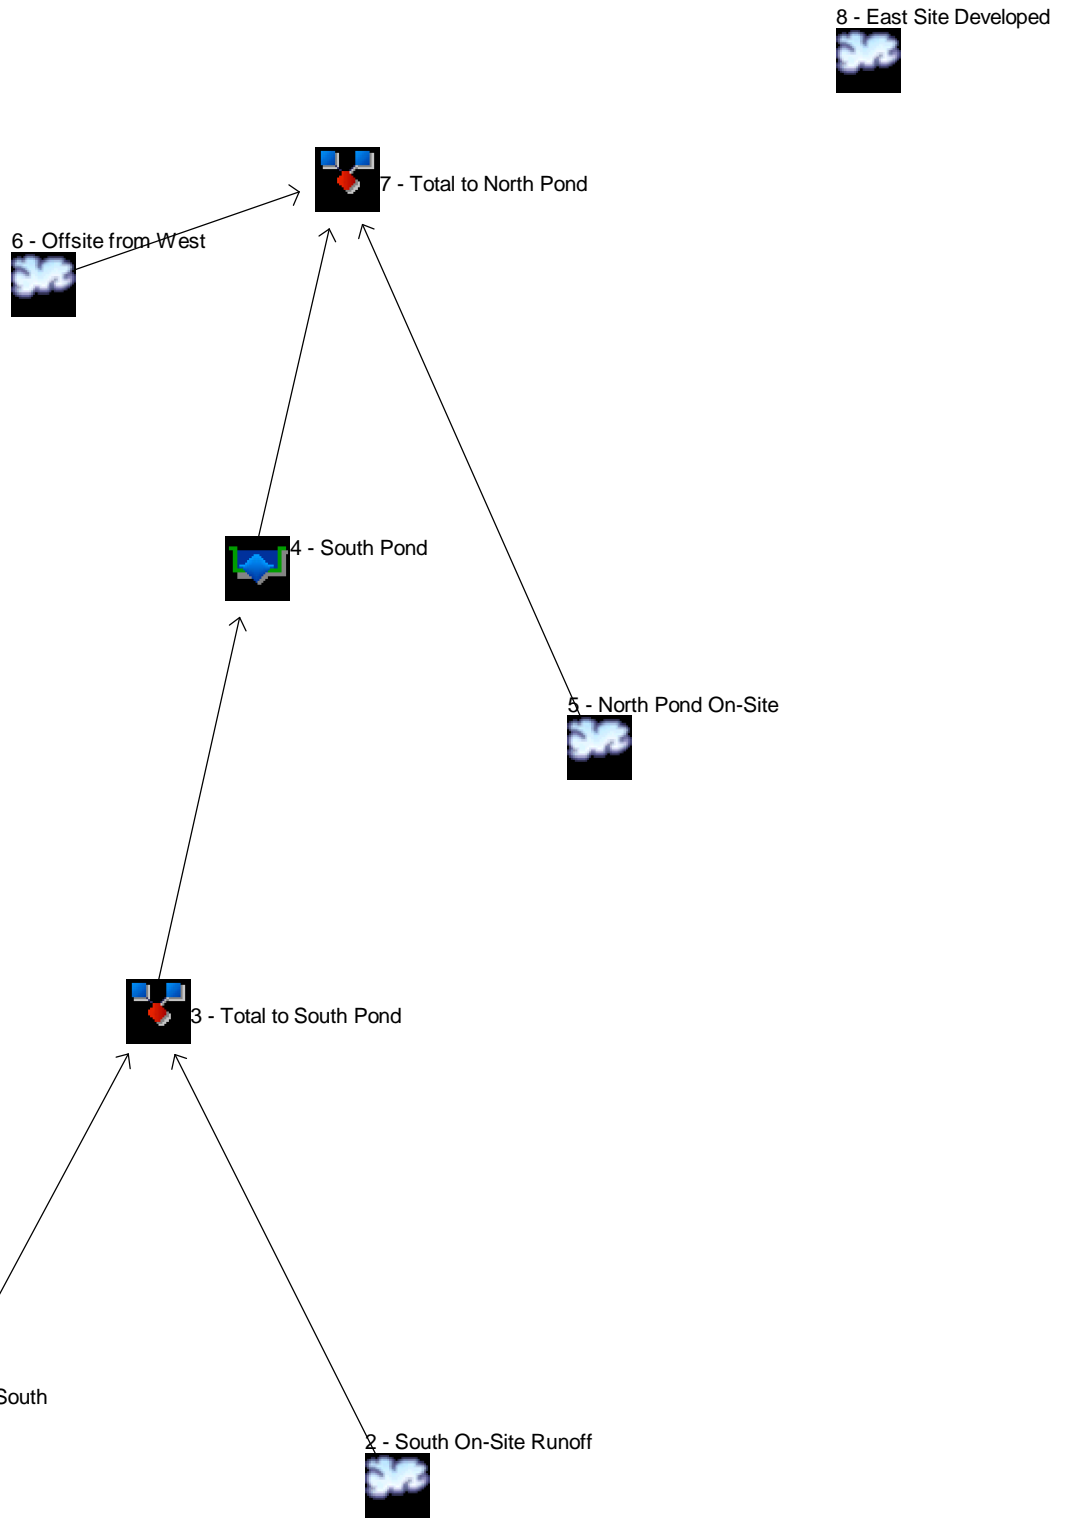 8 - East Site Developed
7 - Total to North Pond
6 - Offsite from West
4 - South Pond
5 - North Pond On-Site
3 - Total to South Pond
South
2 - South On-Site Runoff